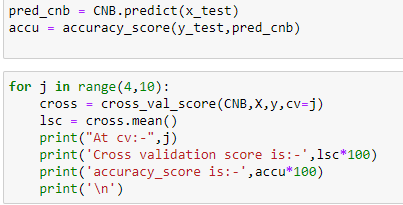 pred_cnb = CNB.predict(x_test)
accu = accuracy_score(y_test,pred_cnb)
for j in range(4,10):
    cross = cross_val_score(CNB,X,y,cv=j)
    lsc = cross.mean()
    print("At cv:-",j)
    print('Cross validation score is:-',lsc*100)
    print('accuracy_score is:-',accu*100)
    print('\n')